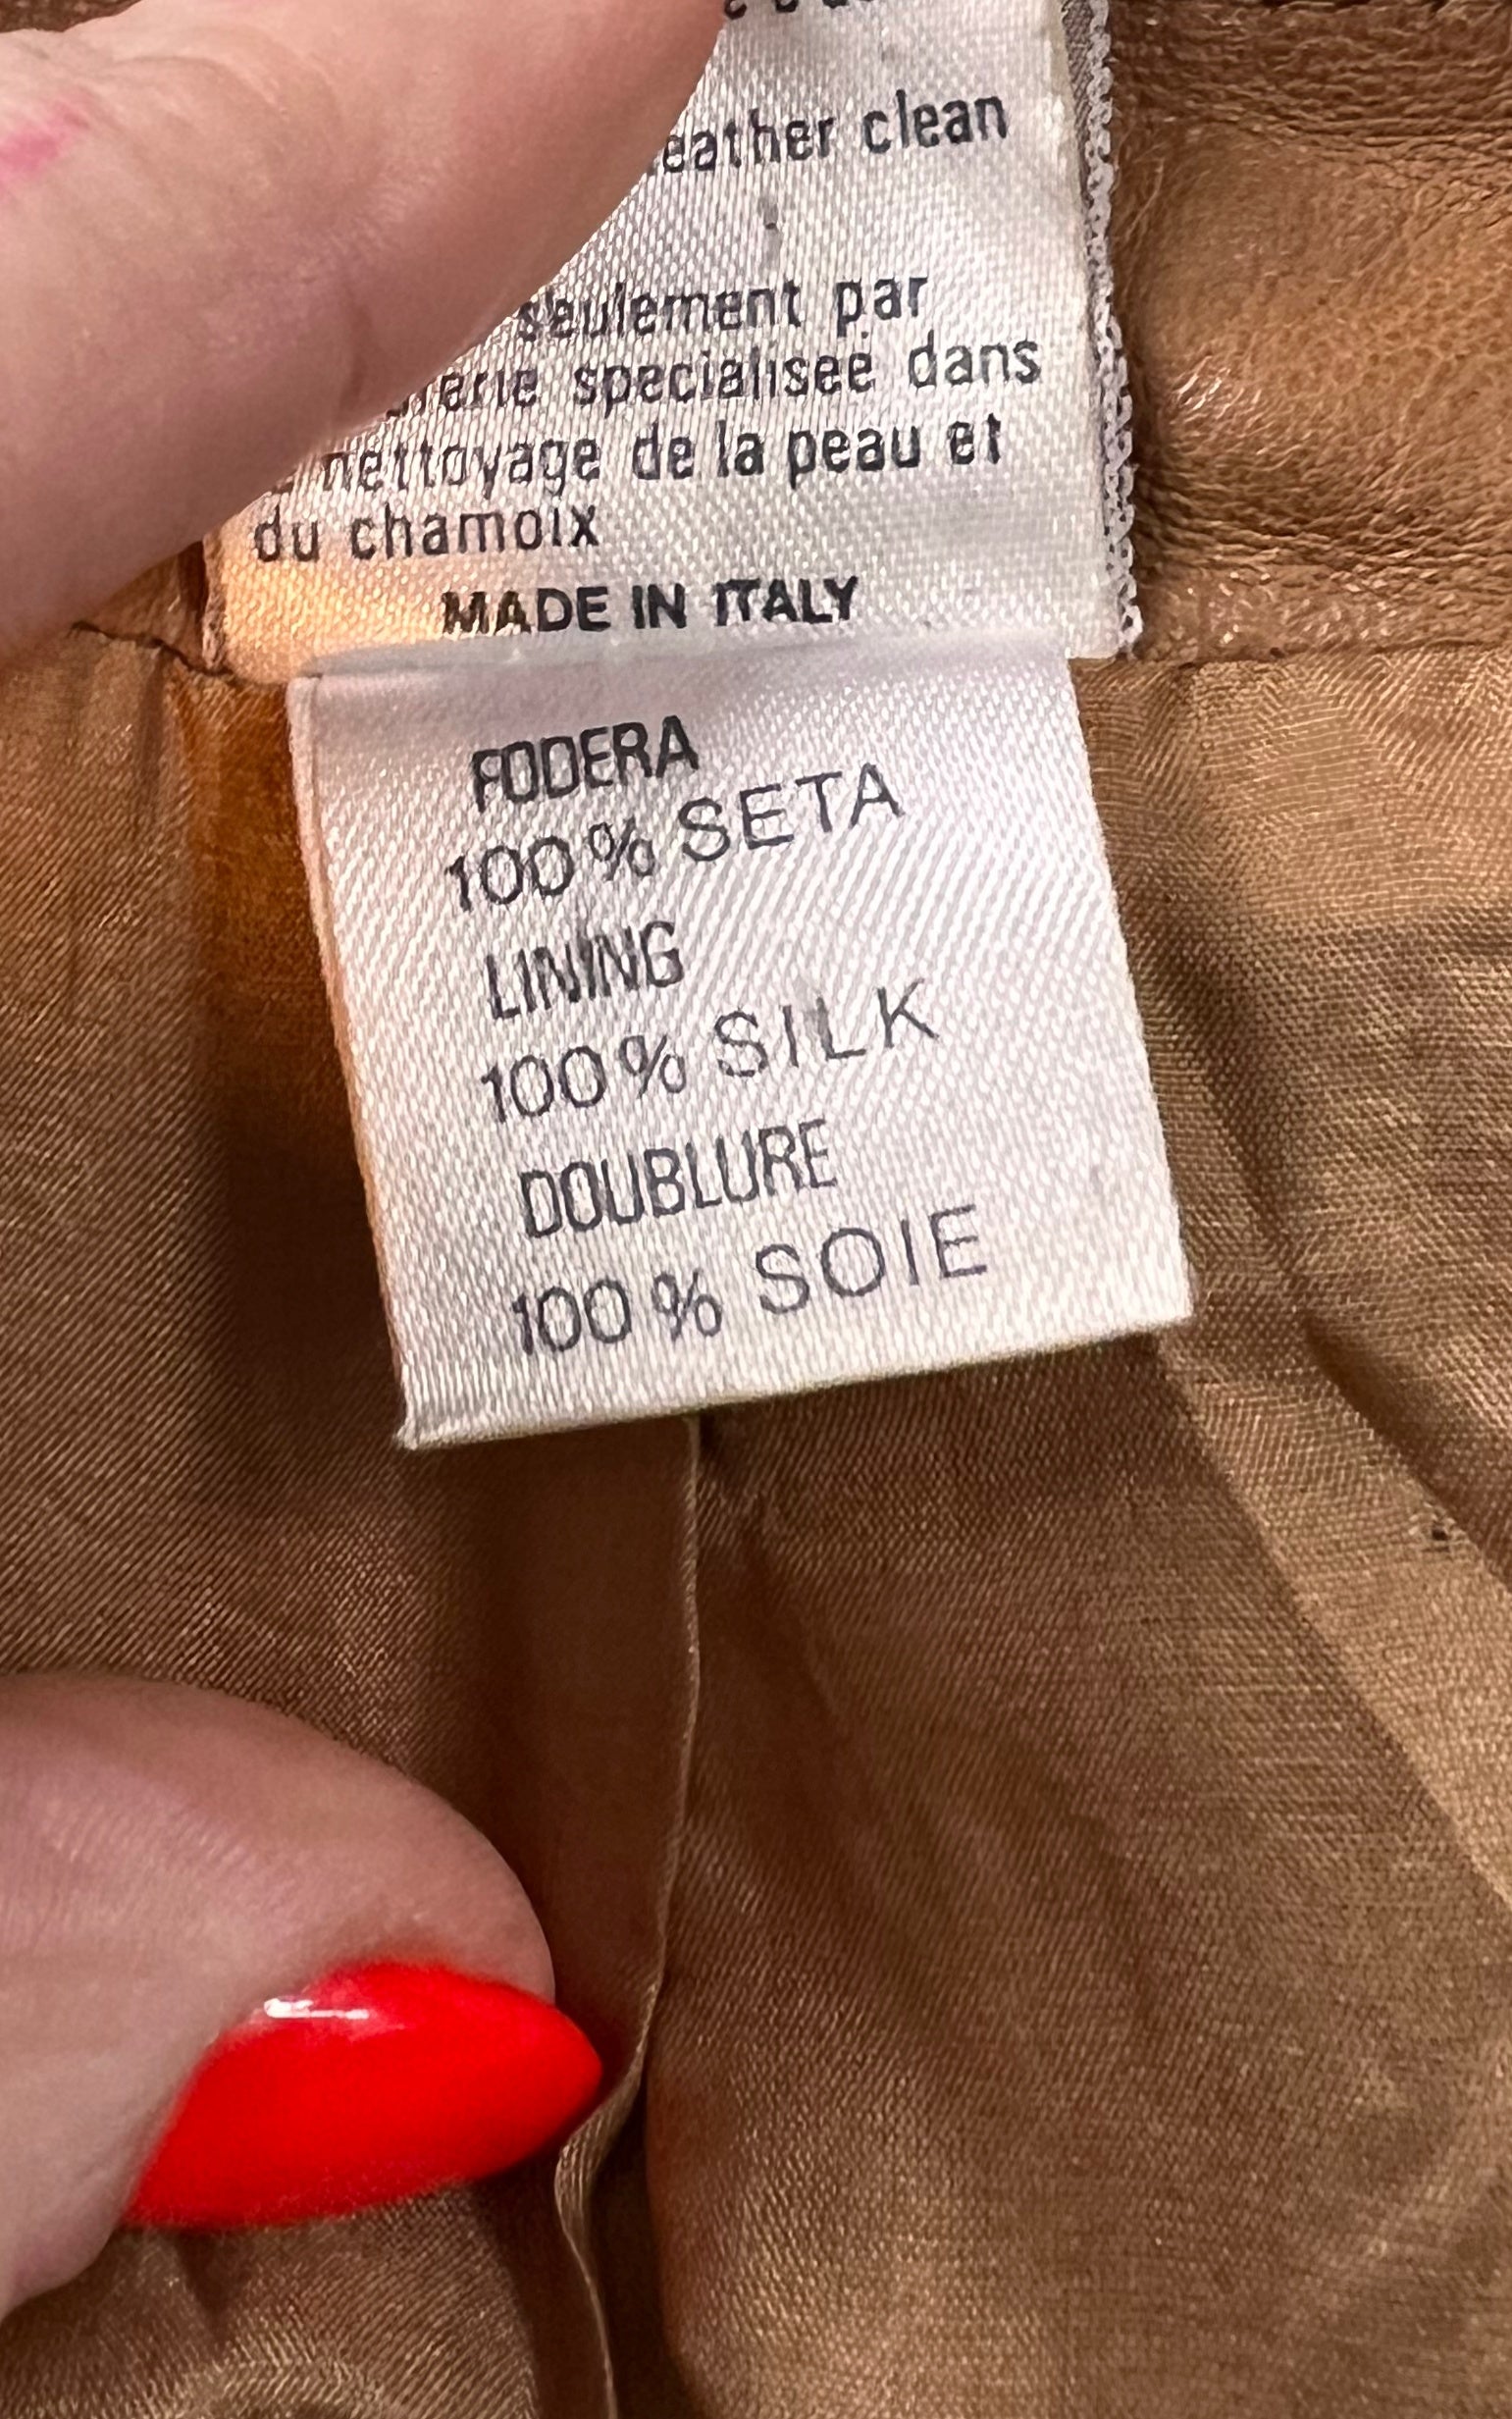 clean
seulement par
specialisee dans
nettoyage de la peau et
du chamoix
MADE IN ITALY
FODERA
100% SETA
LINING
100% SILK
DOUBLURE
100% SOIE